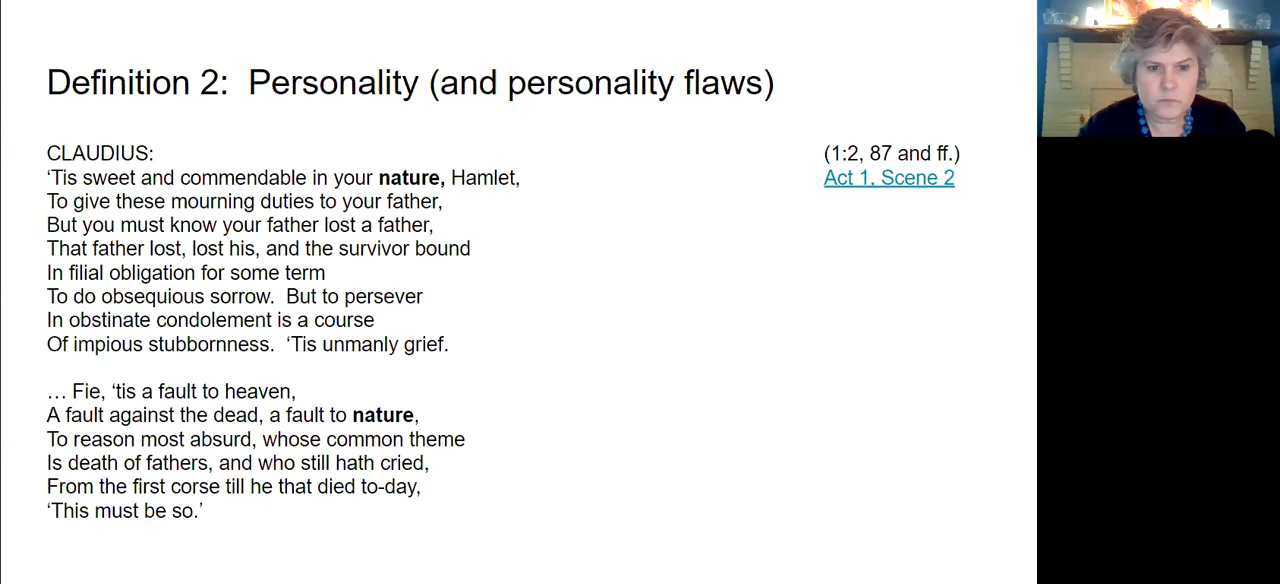 Definition 2:  Personality (and personality flaws)
CLAUDIUS:
‘Tis sweet and commendable in your nature, Hamlet,
To give these mourning duties to your father,
But you must know your father lost a father,
That father lost, lost his, and the survivor bound
In filial obligation for some term
To do obsequious sorrow.  But to persever
In obstinate condolement is a course
Of impious stubbornness.  ‘Tis unmanly grief.
… Fie, ‘tis a fault to heaven,
A fault against the dead, a fault to nature,
To reason most absurd, whose common theme
Is death of fathers, and who still hath cried,
From the first corse till he that died to-day,
‘This must be so.’
(1:2, 87 and ff.)
Act 1, Scene 2